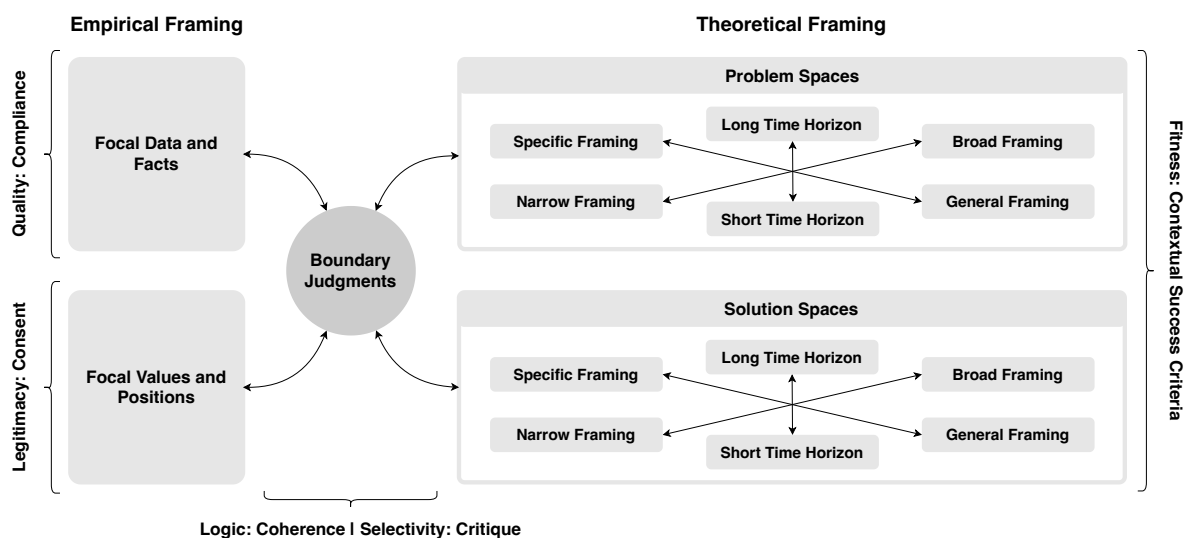 Empirical Framing
Theoretical Framing
Quality: Compliance
Focal Data and
Facts
Problem Spaces
Long Time Horizon
Specific Framing
Broad Framing
Narrow Framing
General Framing
Short Time Horizon
Boundary
Judgments
Fitness: Contextual Success Criteria
Legitimacy: Consent
Focal Values and
Positions
Solution Spaces
Long Time Horizon
Specific Framing
Broad Framing
Narrow Framing
General Framing
Short Time Horizon
Logic: Coherence | Selectivity: Critique